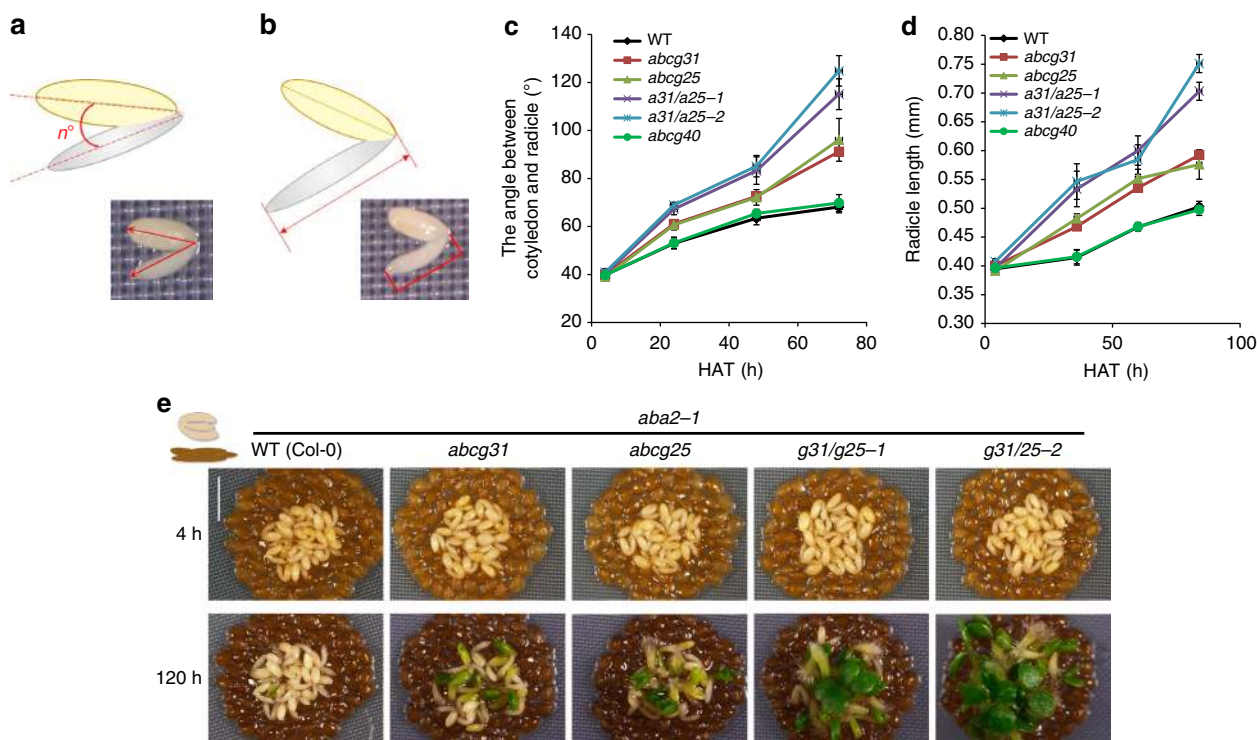 a
n°
b
c
The angle between
cotyledon and radicle (°)
140
120
100
80
60
40
20
WT
abcg31
abcg25
a31/a25–1
a31/a25–2
abcg40
0 20 40 60 80
HAT (h)
d
Radicle length (mm)
0.80
0.75
0.70
0.65
0.60
0.55
0.50
0.45
0.40
0.35
0.30
WT
abcg31
abcg25
a31/a25–1
a31/a25–2
abcg40
0 50 100
HAT (h)
e
aba2–1
WT (Col-0) abcg31 abcg25 g31/g25–1 g31/25–2
4 h
120 h